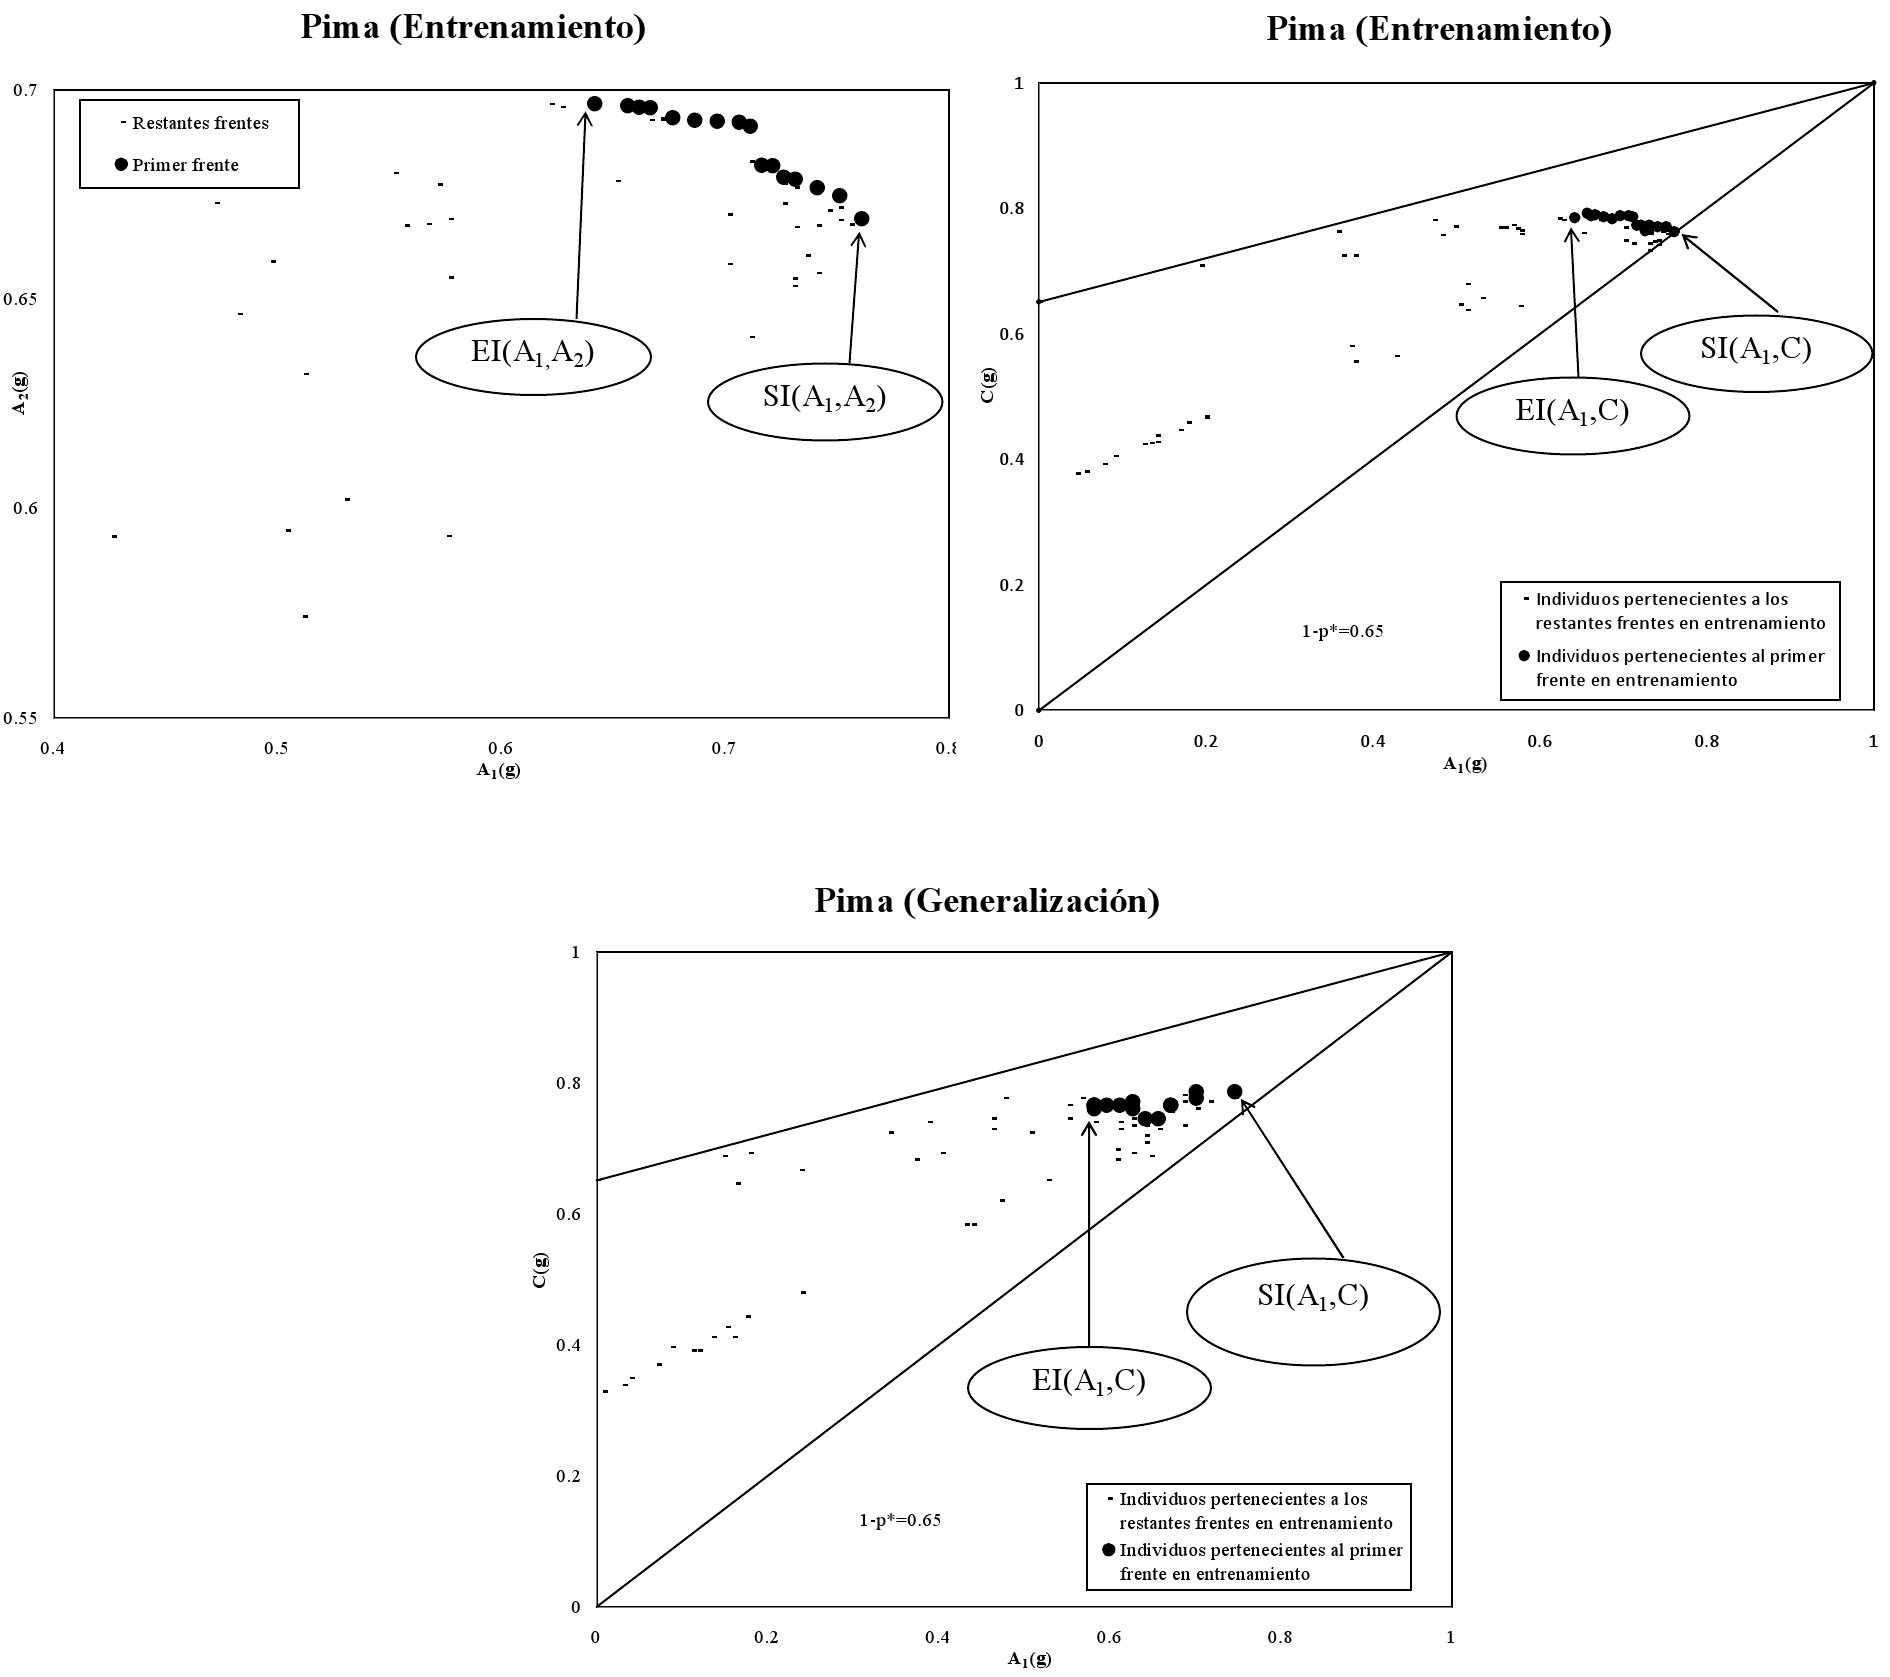 Pima (Entrenamiento)
0.7
0.65
0.6
0.55
A₂(g)
Restantes frentes
Primer frente
EI(A₁,A₂)
SI(A₁,A₂)
0.4
0.5
0.6
0.7
0.8
A₁(g)
Pima (Entrenamiento)
1
0.8
0.6
0.4
0.2
0
C(g)
SI(A₁,C)
EI(A₁,C)
1-p*=0.65
Individuos pertenecientes a los
restantes frentes en entrenamiento
Individuos pertenecientes al primer
frente en entrenamiento
0
0.2
0.4
0.6
0.8
1
A₁(g)
Pima (Generalización)
1
0.8
0.6
0.4
0.2
0
C(g)
SI(A₁,C)
EI(A₁,C)
1-p*=0.65
Individuos pertenecientes a los
restantes frentes en entrenamiento
Individuos pertenecientes al primer
frente en entrenamiento
0
0.2
0.4
0.6
0.8
1
A₁(g)